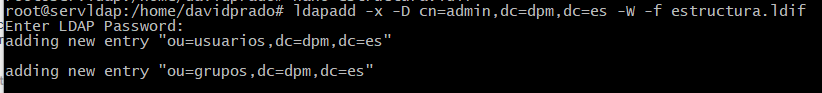 root@servldap:/home/davidprado# ldapadd -x -D cn=admin,dc=dpm,dc=es -W -f estructura.ldif
Enter LDAP Password:
adding new entry "ou=usuarios,dc=dpm,dc=es"
adding new entry "ou=grupos,dc=dpm,dc=es"